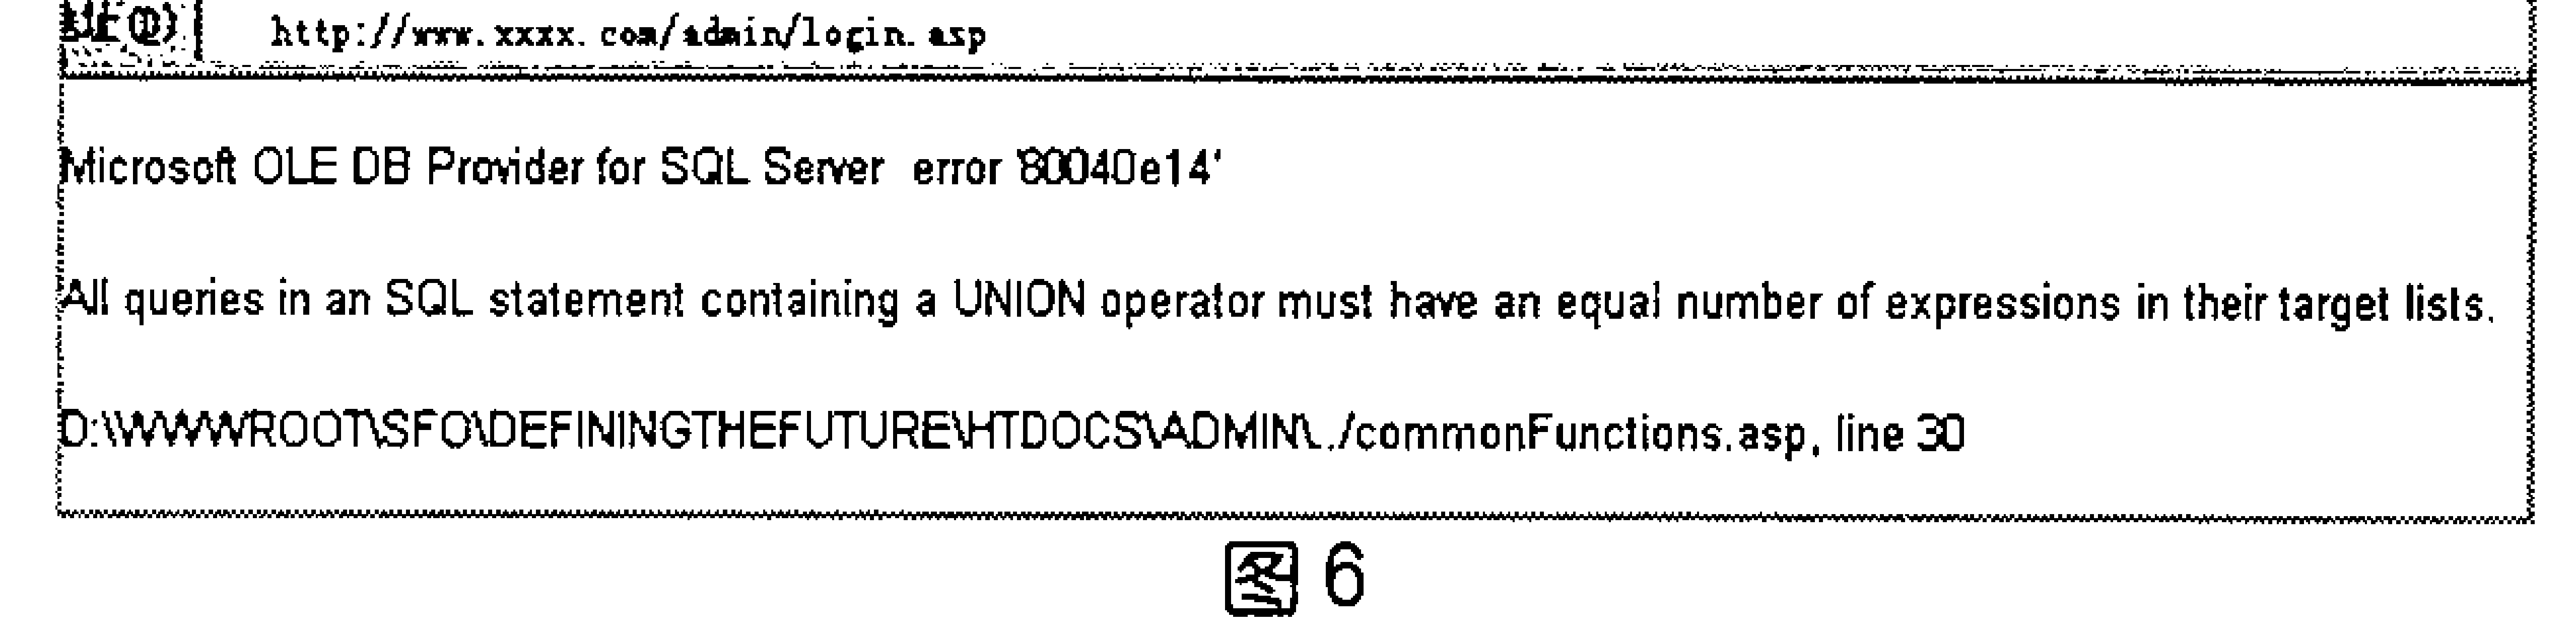 http://www.xxxx.com/admin/login.asp
Microsoft OLE DB Provider for SQL Server error '80040e14'
All queries in an SQL statement containing a UNION operator must have an equal number of expressions in their target lists.
D:\WWWROOT\SFO\DEFININGTHEFUTURE\HTDOCS\ADMIN\../commonFunctions.asp, line 30
图 6